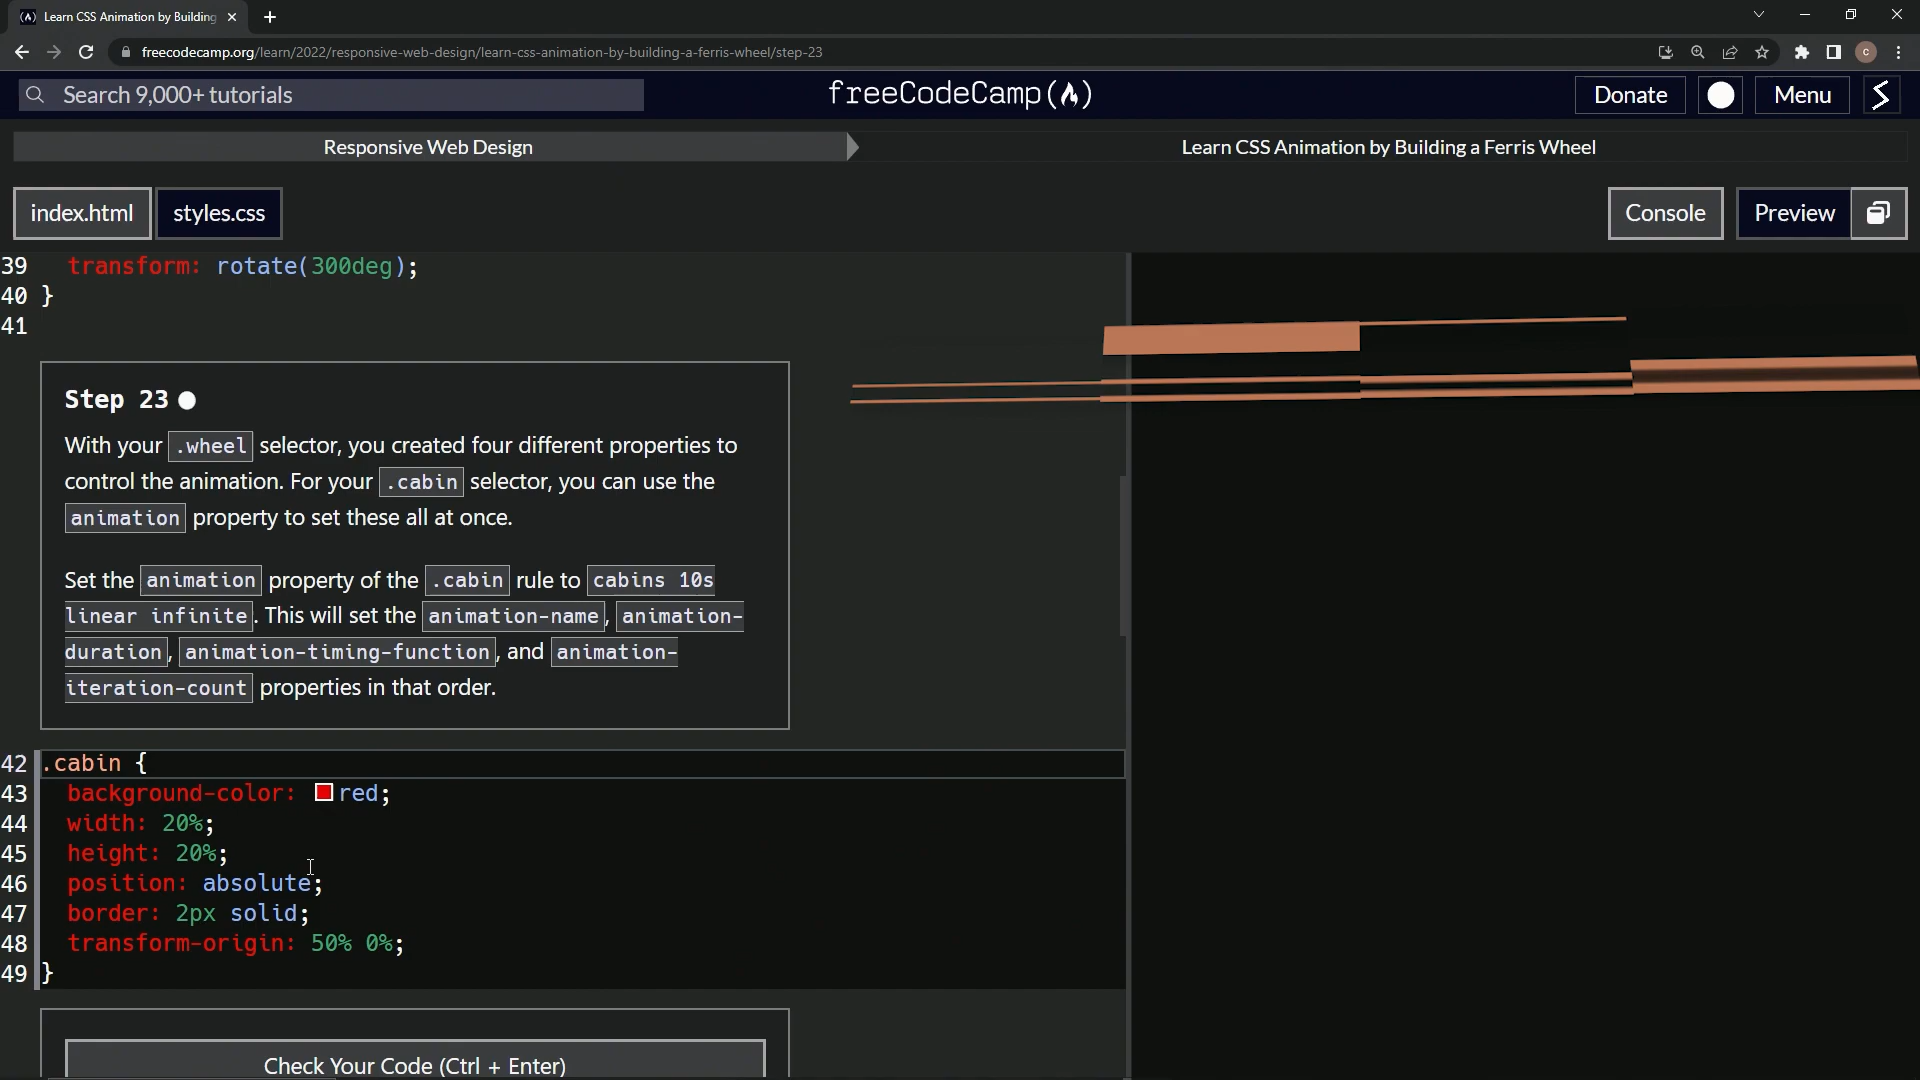 Learn CSS Animation by Building
freecodecamp.org/learn/2022/responsive-web-design/learn-css-animation-by-building-a-ferris-wheel/step-23
C
Search 9,000+ tutorials
freeCodeCamp
Donate
Menu
Responsive Web Design
Learn CSS Animation by Building a Ferris Wheel
index.html
styles.css
Console
Preview
39 transform: rotate(300deg);
40 }
41
Step 23
With your .wheel selector, you created four different properties to
control the animation. For your .cabin selector, you can use the
animation property to set these all at once.
Set the animation property of the .cabin rule to cabins 10s
linear infinite. This will set the animation-name, animation-
duration, animation-timing-function, and animation-
iteration-count properties in that order.
42 .cabin {
43 background-color: red;
44 width: 20%;
45 height: 20%;
46 position: absolute;
47 border: 2px solid;
48 transform-origin: 50% 0%;
49 }
Check Your Code (Ctrl + Enter)